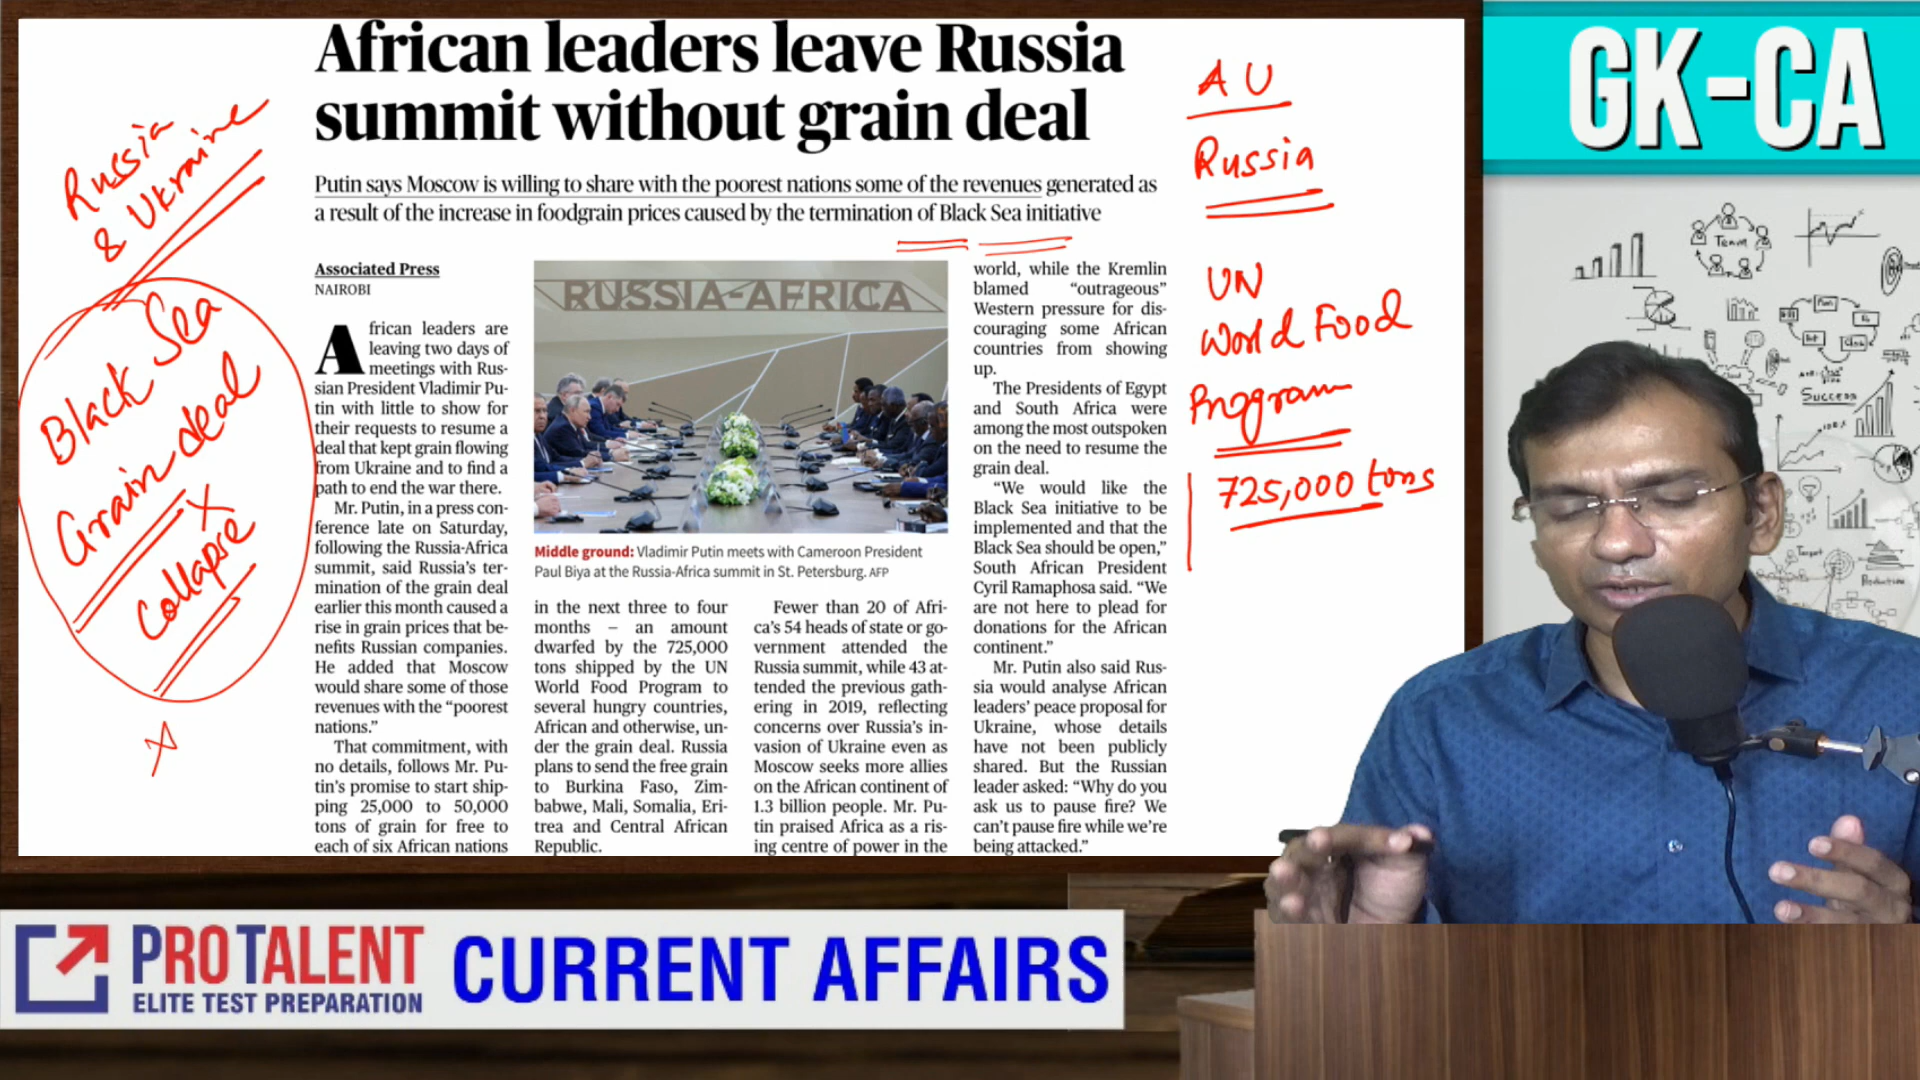 African leaders leave Russia
summit without grain deal
Putin says Moscow is willing to share with the poorest nations some of the revenues generated as
a result of the increase in foodgrain prices caused by the termination of Black Sea initiative
Associated Press
NAIROBI
African leaders are
leaving two days of
meetings with Rus-
sian President Vladimir Pu-
tin with little to show for
their requests to resume a
deal that kept grain flowing
from Ukraine and to find a
path to end the war there.
Mr. Putin, in a press con-
ference late on Saturday,
following the Russia-Africa
summit, said Russia's ter-
mination of the grain deal
earlier this month caused a
rise in grain prices that be-
nefits Russian companies.
He added that Moscow
would share some of those
revenues with the “poorest
nations.”
That commitment, with
no details, follows Mr. Pu-
tin's promise to start ship-
ping 25,000 to 50,000
tons of grain for free to
each of six African nations
RUSSIA-AFRICA
Middle ground: Vladimir Putin meets with Cameroon President
Paul Biya at the Russia-Africa summit in St. Petersburg. AFP
in the next three to four
months – an amount
dwarfed by the 725,000
tons shipped by the UN
World Food Program to
several hungry countries,
African and otherwise, un-
der the grain deal. Russia
plans to send the free grain
to Burkina Faso, Zim-
babwe, Mali, Somalia, Eri-
trea and Central African
Republic.
Fewer than 20 of Afri-
ca's 54 heads of state or go-
vernment attended the
Russia summit, while 43 at-
tended the previous gath-
ering in 2019, reflecting
concerns over Russia's in-
vasion of Ukraine even as
Moscow seeks more allies
on the African continent of
1.3 billion people. Mr. Pu-
tin praised Africa as a ris-
ing centre of power in the
world, while the Kremlin
blamed “outrageous”
Western pressure for dis-
couraging some African
countries from showing
up.
The Presidents of Egypt
and South Africa were
among the most outspoken
on the need to resume the
grain deal.
“We would like the
Black Sea initiative to be
implemented and that the
Black Sea should be open,”
South African President
Cyril Ramaphosa said. “We
are not here to plead for
donations for the African
continent.”
Mr. Putin also said Rus-
sia would analyse African
leaders' peace proposal for
Ukraine, whose details
have not been publicly
shared. But the Russian
leader asked: “Why do you
ask us to pause fire? We
can't pause fire while we're
being attacked.”
Russia
& Ukraine
Black Sea
Grain deal
X
Collapse
X
AU
Russia
UN
World Food
Program
725,000 tons
GK-CA
Team
SUCCESS
Target
PROTALENT
ELITE TEST PREPARATION
CURRENT AFFAIRS